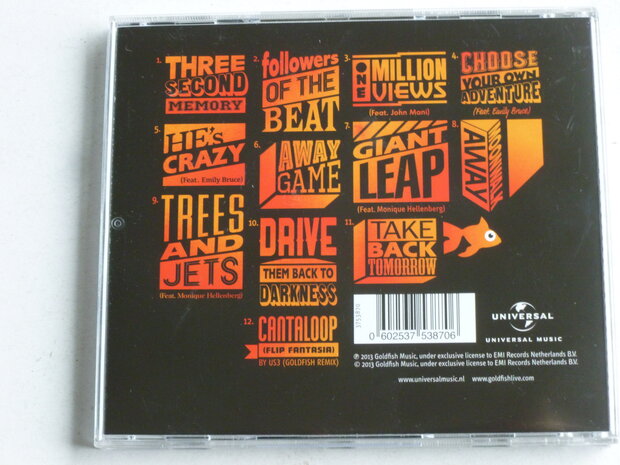 1. THREE
SECOND
MEMORY
2. followers
OF THE
BEAT
3. ONE MILLION
VIEWS
(Feat. John Mani)
4. CHOOSE
YOUR OWN
ADVENTURE
(Feat. Emily Bruce)
5. HE's
CRAZY
(Feat. Emily Bruce)
6. AWAY
GAME
7. GIANT
LEAP
(Feat. Monique Hellenberg)
8. MOONWALK
AWAY
9. TREES
AND
JETS
(Feat. Monique Hellenberg)
10. DRIVE
THEM BACK TO
DARKNESS
11. TAKE
BACK
TOMORROW
12. CANTALOOP
(FLIP FANTASIA)
BY US3 (GOLDFISH REMIX)
3753870
0 602537 538706
UNIVERSAL
UNIVERSAL MUSIC
℗ 2013 Goldfish Music, under exclusive license to EMI Records Netherlands B.V.
© 2013 Goldfish Music, under exclusive license to EMI Records Netherlands B.V.
www.universalmusic.nl www.goldfishlive.com